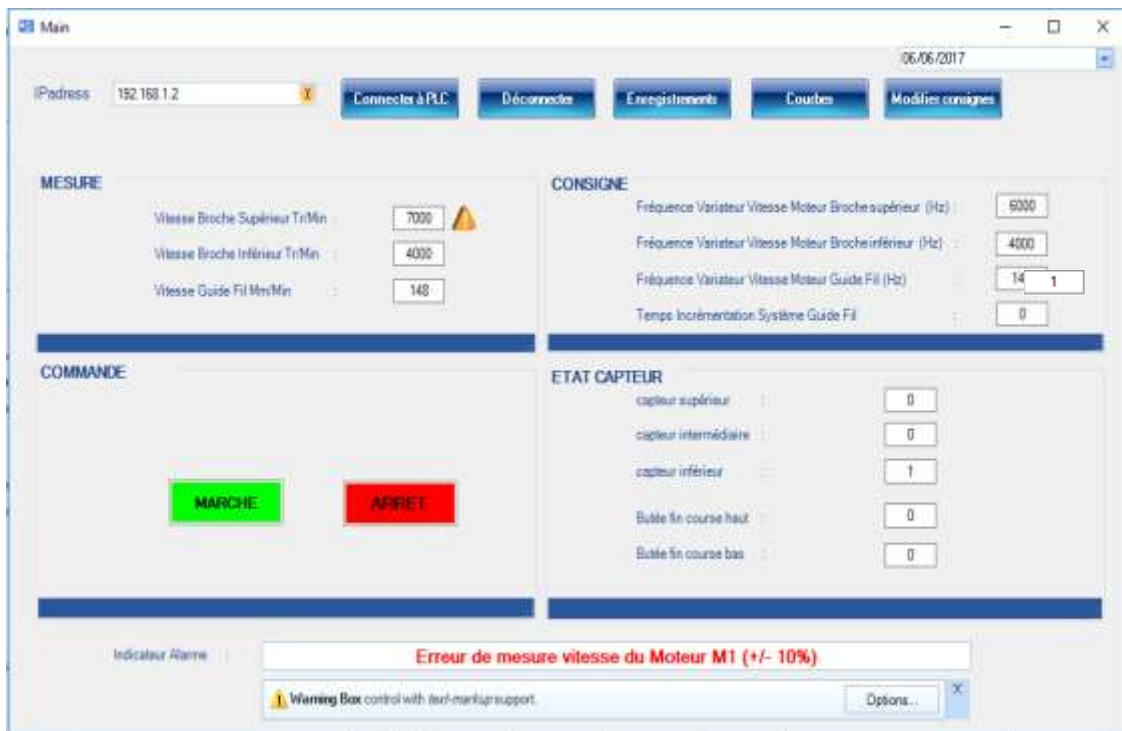 Main
06/06/2017
IPadress 192.168.1.2 X Connecter à PLC Déconnecter Enregistrements Courbes Modifier consignes
MESURE
Vitesse Broche Supérieur Tr/Min : 7000
Vitesse Broche Inférieur Tr/Min : 4000
Vitesse Guide Fil Mm/Min : 148
CONSIGNE
Fréquence Variateur Vitesse Moteur Broche supérieur (Hz) : 6000
Fréquence Variateur Vitesse Moteur Broche inférieur (Hz) : 4000
Fréquence Variateur Vitesse Moteur Guide Fil (Hz) : 14 1
Temps Incrémentation Système Guide Fil : 0
COMMANDE
MARCHE ARRET
ETAT CAPTEUR
capteur supérieur : 0
capteur intermédiaire : 0
capteur inférieur : 1
Butée fin course haut : 0
Butée fin course bas : 0
Indicateur Alarme : Erreur de mesure vitesse du Moteur M1 (+/- 10%)
Warning Box control with text-markup support. Options... X